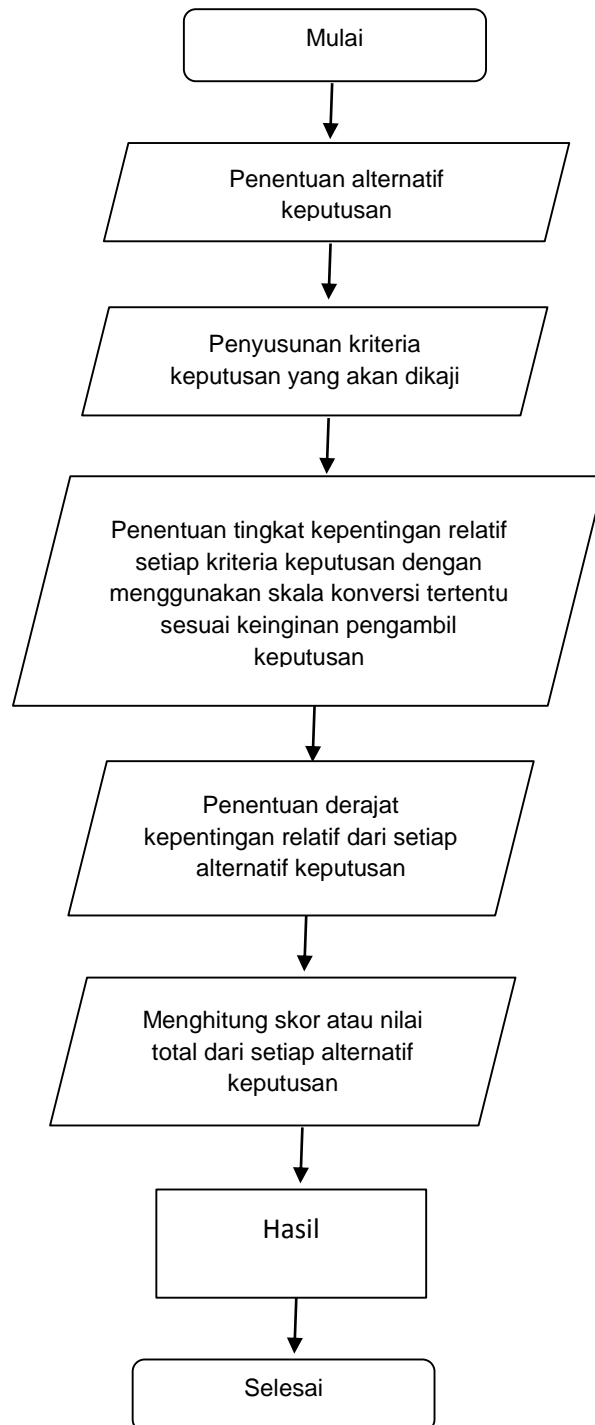 Mulai
Penentuan alternatif
keputusan
Penyusunan kriteria
keputusan yang akan dikaji
Penentuan tingkat kepentingan relatif
setiap kriteria keputusan dengan
menggunakan skala konversi tertentu
sesuai keinginan pengambil
keputusan
Penentuan derajat
kepentingan relatif dari setiap
alternatif keputusan
Menghitung skor atau nilai
total dari setiap alternatif
keputusan
Hasil
Selesai